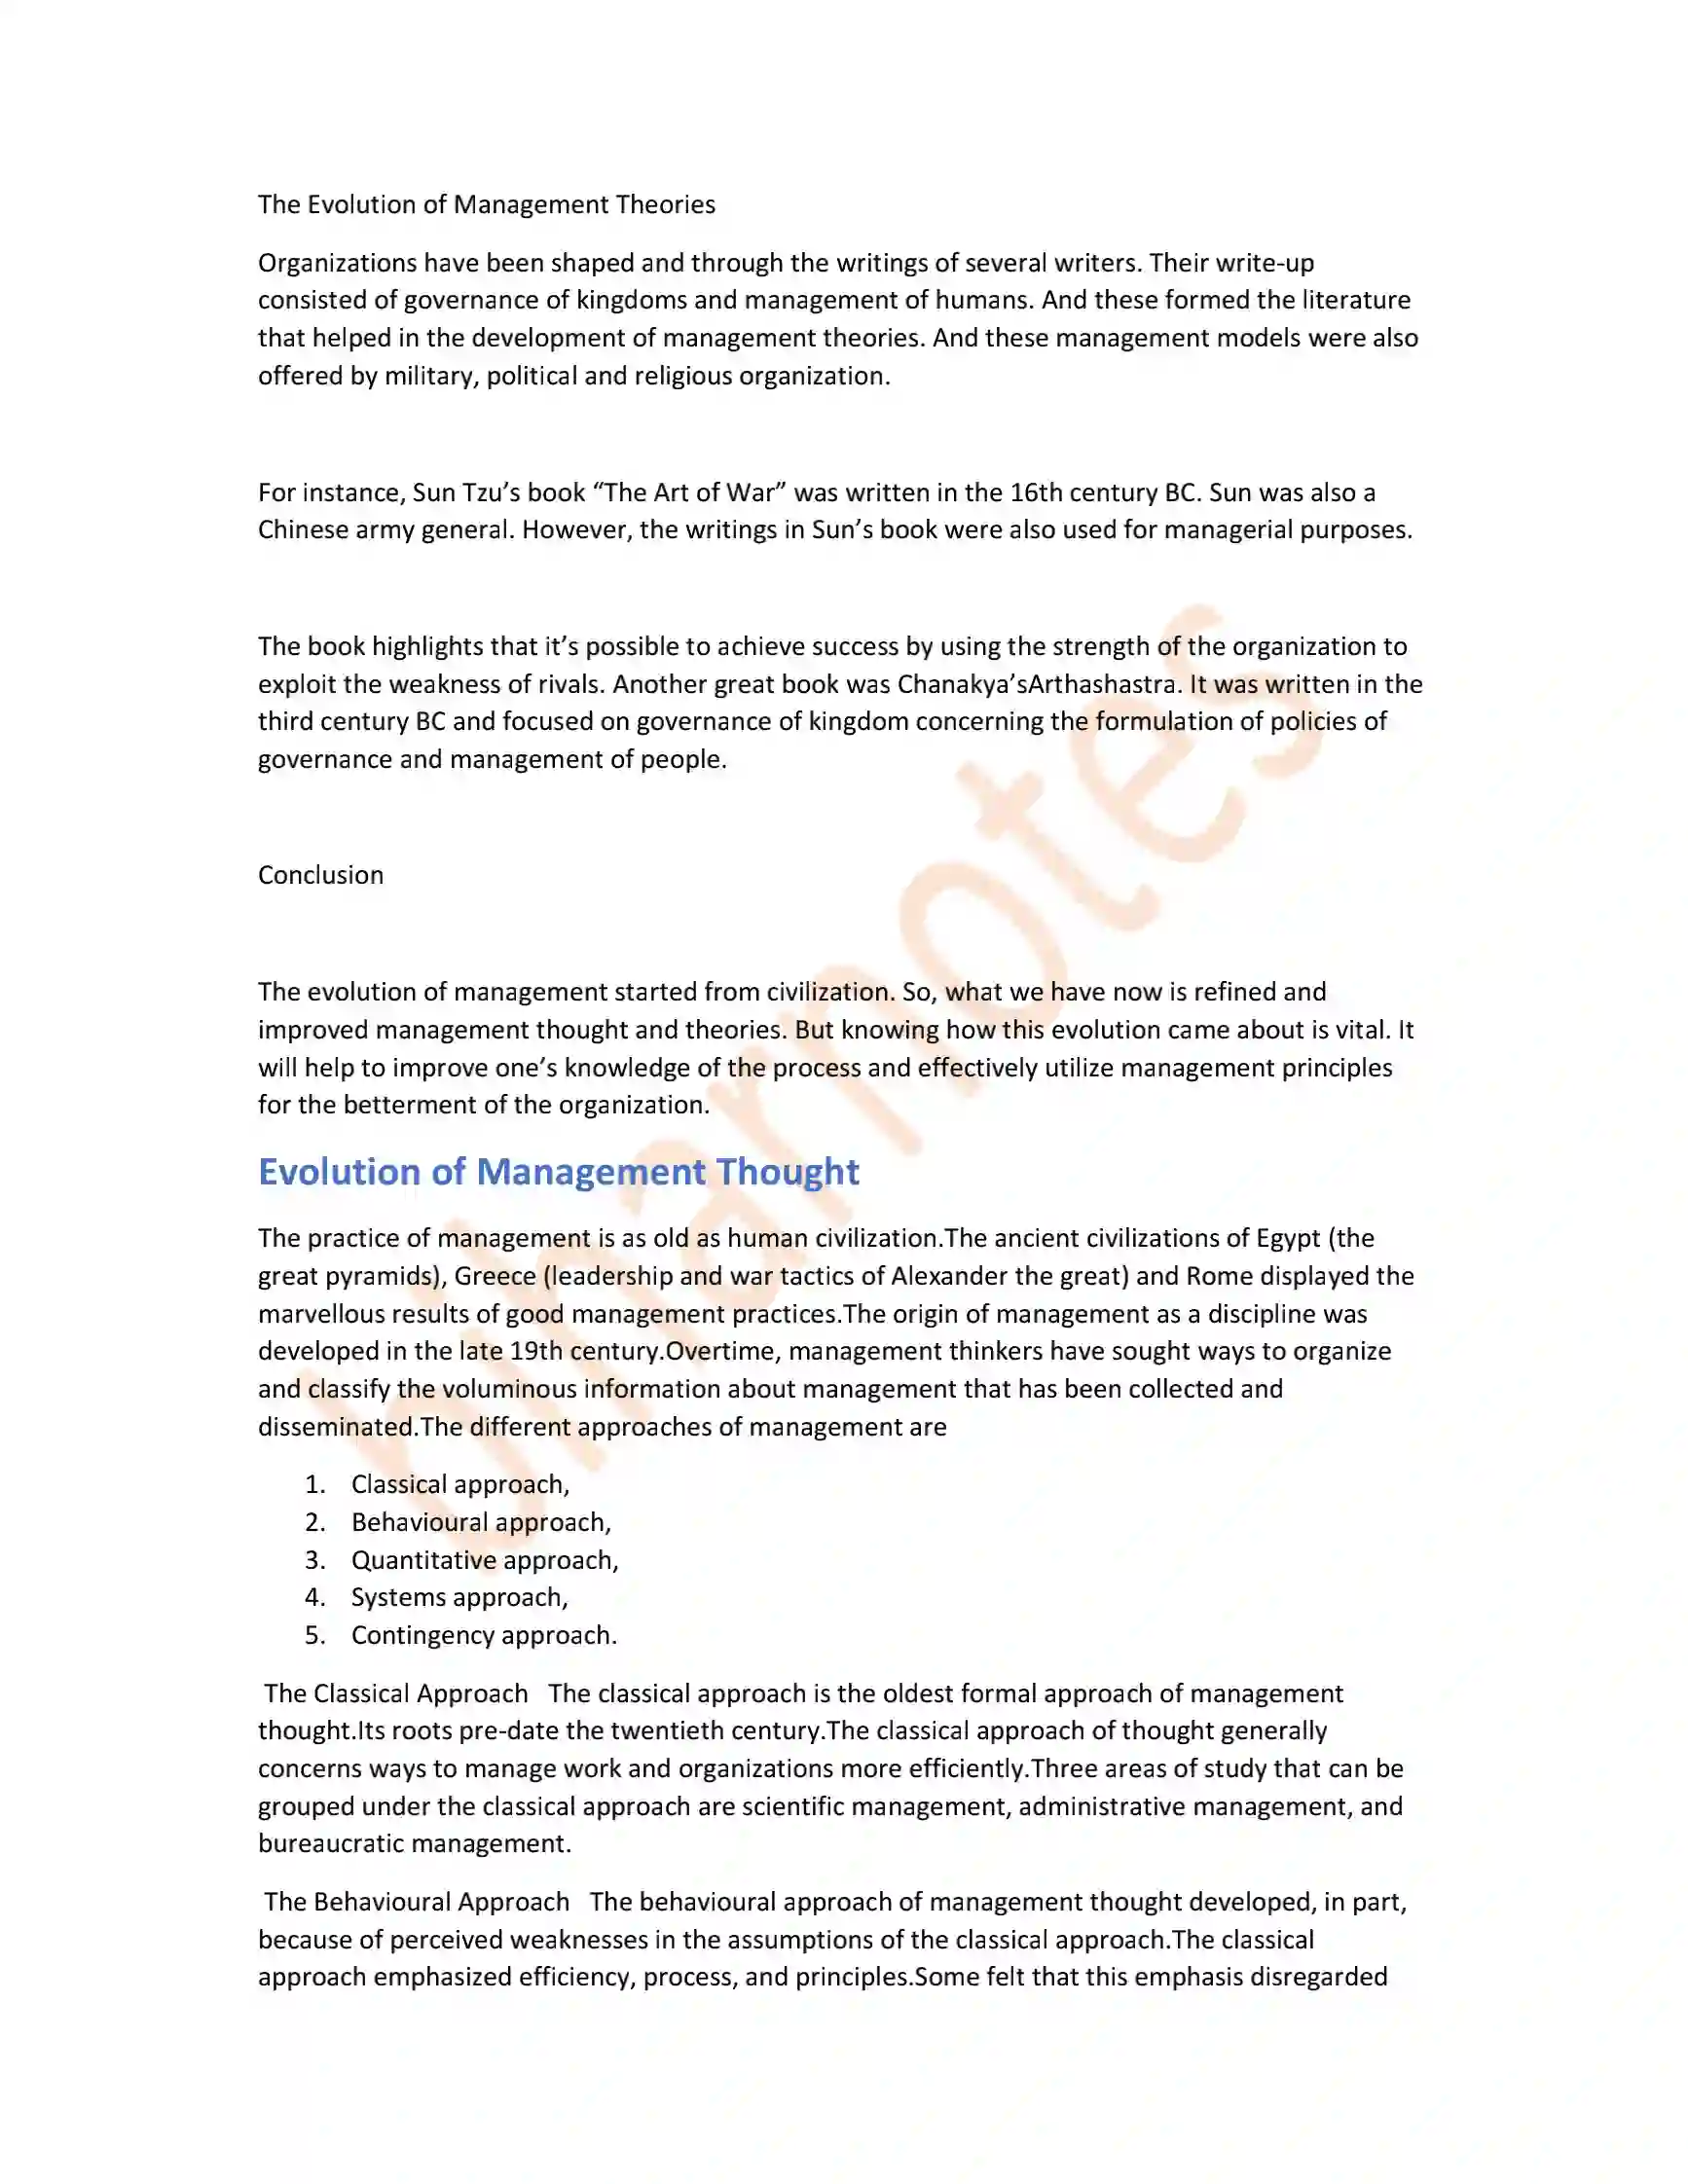 The Evolution of Management Theories
Organizations have been shaped and through the writings of several writers. Their write-up
consisted of governance of kingdoms and management of humans. And these formed the literature
that helped in the development of management theories. And these management models were also
offered by military, political and religious organization.
For instance, Sun Tzu’s book “The Art of War” was written in the 16th century BC. Sun was also a
Chinese army general. However, the writings in Sun’s book were also used for managerial purposes.
The book highlights that it’s possible to achieve success by using the strength of the organization to
exploit the weakness of rivals. Another great book was Chanakya’sArthashastra. It was written in the
third century BC and focused on governance of kingdom concerning the formulation of policies of
governance and management of people.
Conclusion
The evolution of management started from civilization. So, what we have now is refined and
improved management thought and theories. But knowing how this evolution came about is vital. It
will help to improve one’s knowledge of the process and effectively utilize management principles
for the betterment of the organization.
Evolution of Management Thought
The practice of management is as old as human civilization.The ancient civilizations of Egypt (the
great pyramids), Greece (leadership and war tactics of Alexander the great) and Rome displayed the
marvellous results of good management practices.The origin of management as a discipline was
developed in the late 19th century.Overtime, management thinkers have sought ways to organize
and classify the voluminous information about management that has been collected and
disseminated.The different approaches of management are
1. Classical approach,
2. Behavioural approach,
3. Quantitative approach,
4. Systems approach,
5. Contingency approach.
The Classical Approach   The classical approach is the oldest formal approach of management
thought.Its roots pre-date the twentieth century.The classical approach of thought generally
concerns ways to manage work and organizations more efficiently.Three areas of study that can be
grouped under the classical approach are scientific management, administrative management, and
bureaucratic management.
The Behavioural Approach   The behavioural approach of management thought developed, in part,
because of perceived weaknesses in the assumptions of the classical approach.The classical
approach emphasized efficiency, process, and principles.Some felt that this emphasis disregarded
biharnotes